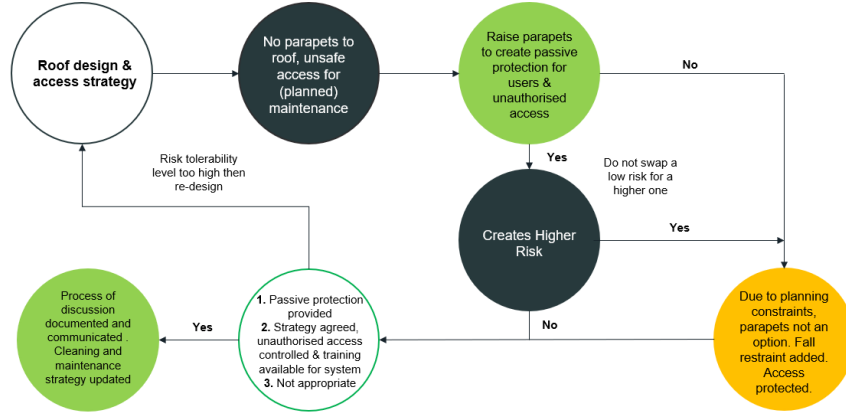 Roof design &
access strategy
No parapets to
roof, unsafe
access for
(planned)
maintenance
Raise parapets
to create passive
protection for
users &
unauthorised
access
No
Yes
Do not swap a
low risk for a
higher one
Risk tolerability
level too high then
re-design
Creates Higher
Risk
Yes
No
Due to planning
constraints,
parapets not an
option. Fall
restraint added.
Access
protected.
1. Passive protection
provided
2. Strategy agreed,
unauthorised access
controlled & training
available for system
3. Not appropriate
Yes
Process of
discussion
documented and
communicated .
Cleaning and
maintenance
strategy updated